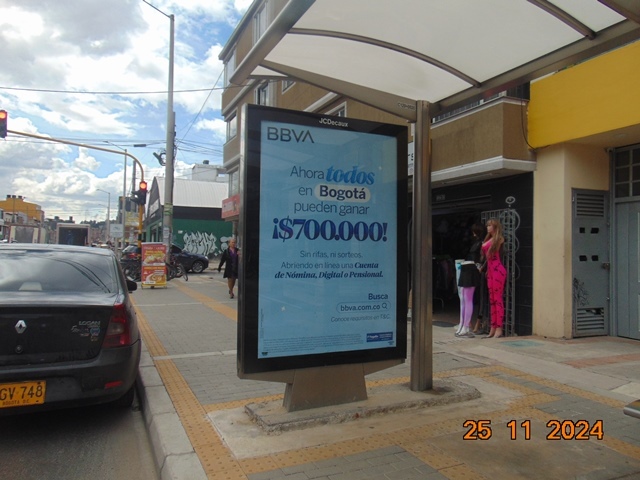 JCDecaux
BBVA
Ahora todos
en Bogotá
pueden ganar
¡$700.000!
Sin rifas, ni sorteos.
Abriendo en línea una Cuenta
de Nómina, Digital o Pensional.
Busca
bbva.com.co
GV 748
25 11 2024